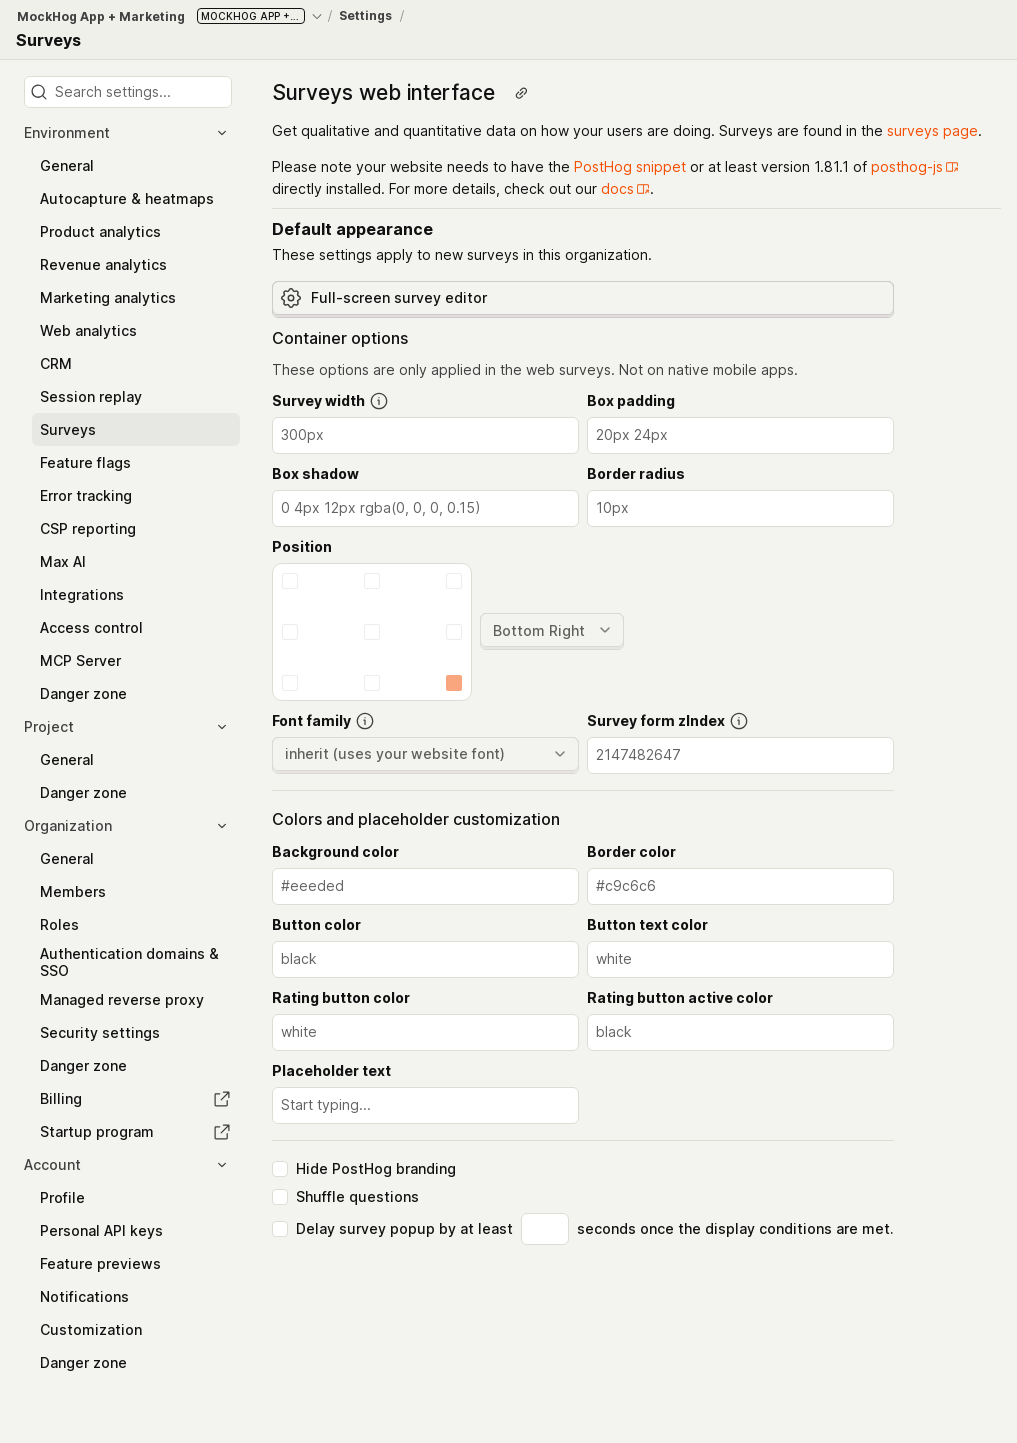 MockHog App + Marketing MOCKHOG APP +... / Settings /
Surveys
Search settings...
Environment
General
Autocapture & heatmaps
Product analytics
Revenue analytics
Marketing analytics
Web analytics
CRM
Session replay
Surveys
Feature flags
Error tracking
CSP reporting
Max AI
Integrations
Access control
MCP Server
Danger zone
Project
General
Danger zone
Organization
General
Members
Roles
Authentication domains &
SSO
Managed reverse proxy
Security settings
Danger zone
Billing
Startup program
Account
Profile
Personal API keys
Feature previews
Notifications
Customization
Danger zone
Surveys web interface
Get qualitative and quantitative data on how your users are doing. Surveys are found in the surveys page.
Please note your website needs to have the PostHog snippet or at least version 1.81.1 of posthog-js
directly installed. For more details, check out our docs.
Default appearance
These settings apply to new surveys in this organization.
Full-screen survey editor
Container options
These options are only applied in the web surveys. Not on native mobile apps.
Survey width Box padding
300px 20px 24px
Box shadow Border radius
0 4px 12px rgba(0, 0, 0, 0.15) 10px
Position
Bottom Right
Font family Survey form zIndex
inherit (uses your website font) 2147482647
Colors and placeholder customization
Background color Border color
#eeeded #c9c6c6
Button color Button text color
black white
Rating button color Rating button active color
white black
Placeholder text
Start typing...
Hide PostHog branding
Shuffle questions
Delay survey popup by at least seconds once the display conditions are met.